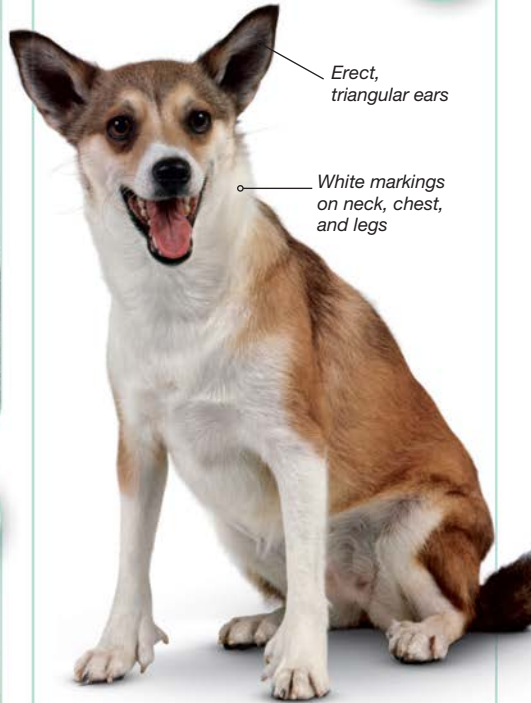 Erect,
triangular ears
White markings
on neck, chest,
and legs